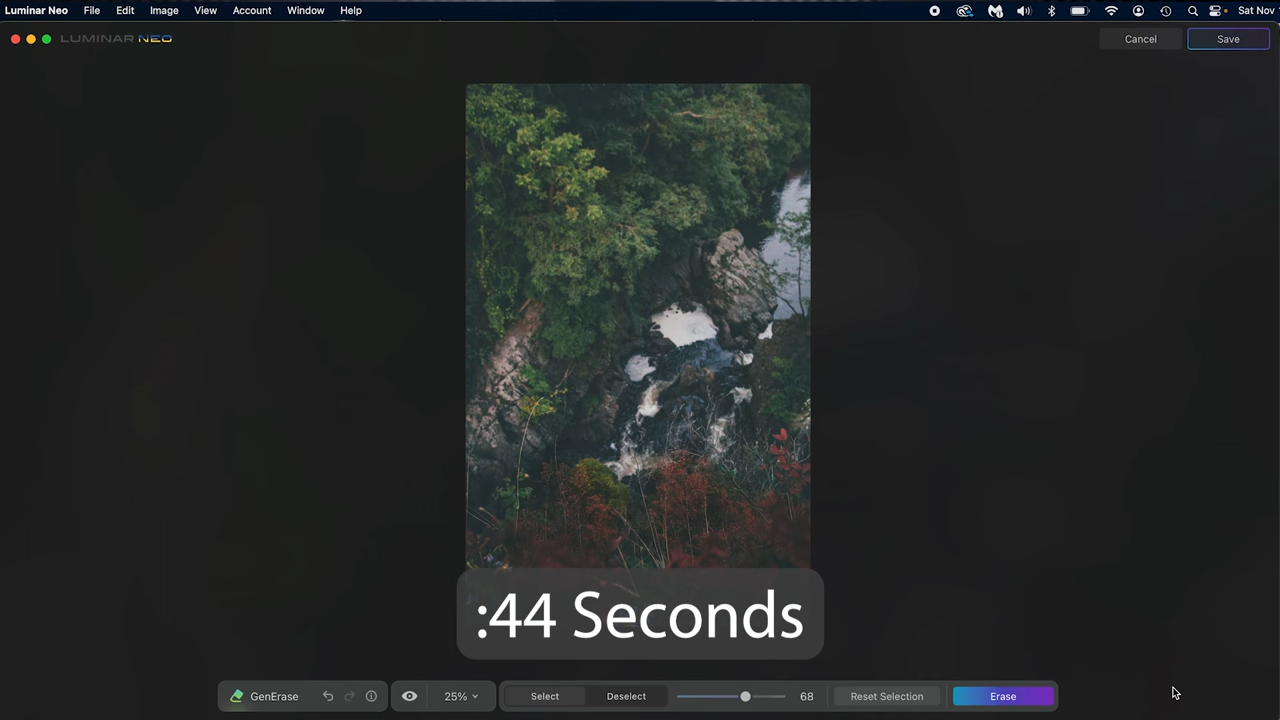 Luminar Neo File Edit Image View Account Window Help Sat Nov
LUMINAR NEO Cancel Save
:44 Seconds
GenErase 25% Select Deselect 68 Reset Selection Erase